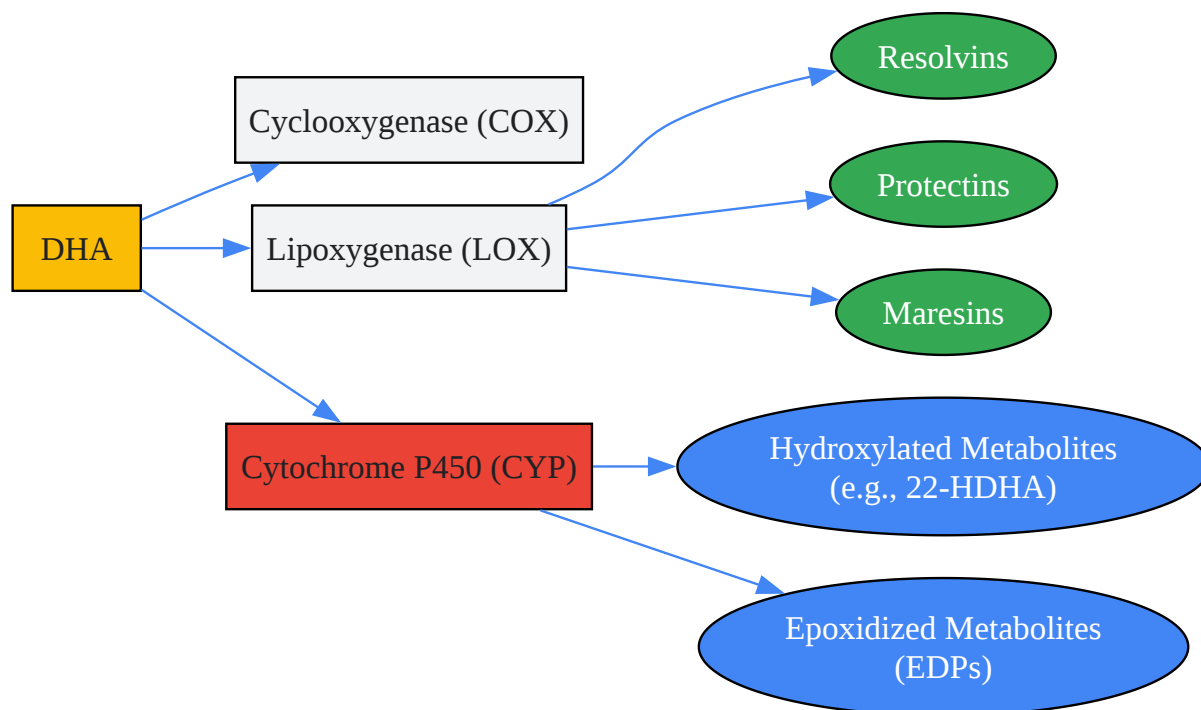 DHA
Cyclooxygenase (COX)
Lipoxygenase (LOX)
Cytochrome P450 (CYP)
Resolvins
Protectins
Maresins
Hydroxylated Metabolites
(e.g., 22-HDHA)
Epoxidized Metabolites
(EDPs)